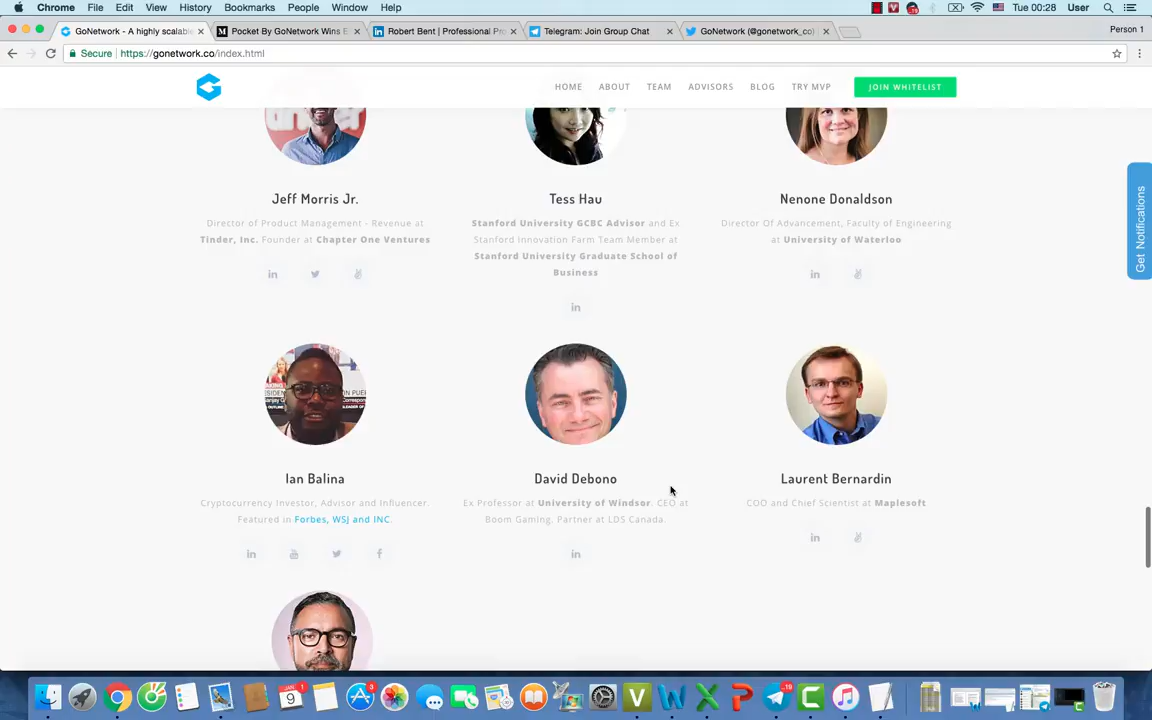 Chrome File Edit View History Bookmarks People Window Help Tue 00:28 User
GoNetwork - A highly scalable
Pocket By GoNetwork Wins E
Robert Bent | Professional Pro
Telegram: Join Group Chat
GoNetwork (@gonetwork_co)
Person 1
Secure https://gonetwork.co/index.html
HOME ABOUT TEAM ADVISORS BLOG TRY MVP JOIN WHITELIST
Get Notifications
Jeff Morris Jr.
Director of Product Management - Revenue at
Tinder, Inc. Founder at Chapter One Ventures
Tess Hau
Stanford University GCBC Advisor and Ex
Stanford Innovation Farm Team Member at
Stanford University Graduate School of
Business
Nenone Donaldson
Director Of Advancement, Faculty of Engineering
at University of Waterloo
Ian Balina
Cryptocurrency Investor, Advisor and Influencer.
Featured in Forbes, WSJ and INC.
David Debono
Ex Professor at University of Windsor. CEO at
Boom Gaming. Partner at LDS Canada.
Laurent Bernardin
COO and Chief Scientist at Maplesoft